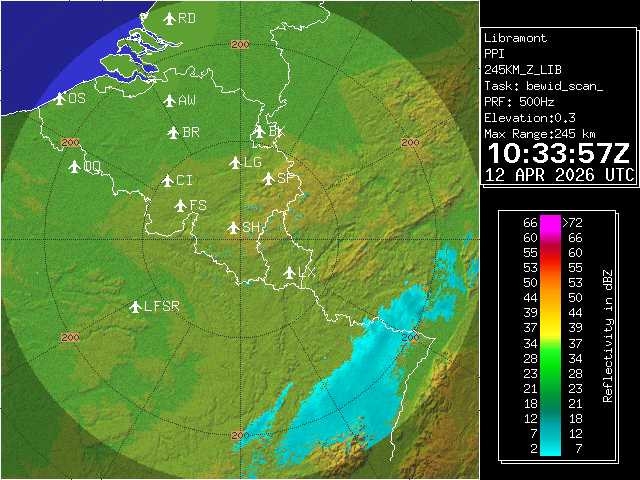 RD
200
OS
AW
BR
BK
200
200
OQ
LG
CI
SP
FS
SH
LX
LFSR
200
200
200
Libramont
PPI
245KM_Z_LIB
Task: bewid_scan_
PRF: 500Hz
Elevation:0.3
Max Range:245 km
10:33:57Z
12 APR 2026 UTC
66 >72
60 66
55 60
53 55
50 53
44 50
39 44
37 39
34 37
28 34
23 28
21 23
18 21
12 18
7 12
2 7
Reflectivity in dBZ